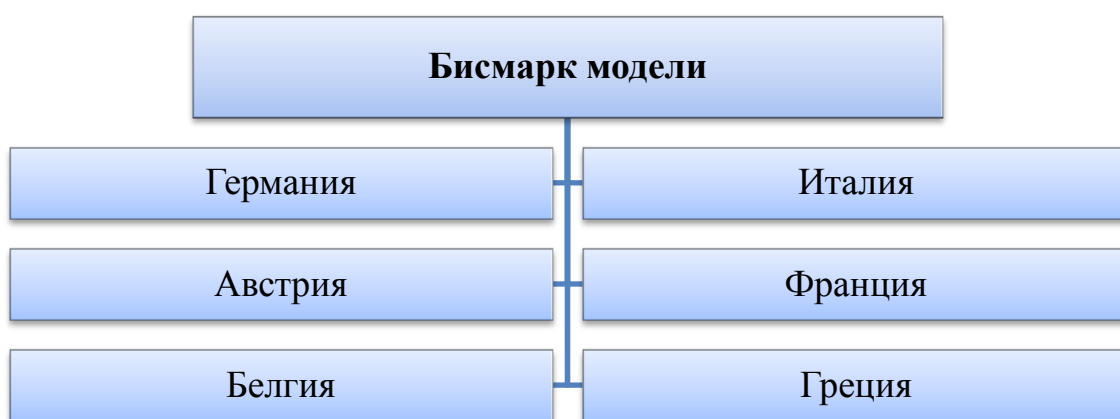 Бисмарк модели
Германия
Италия
Австрия
Франция
Белгия
Греция